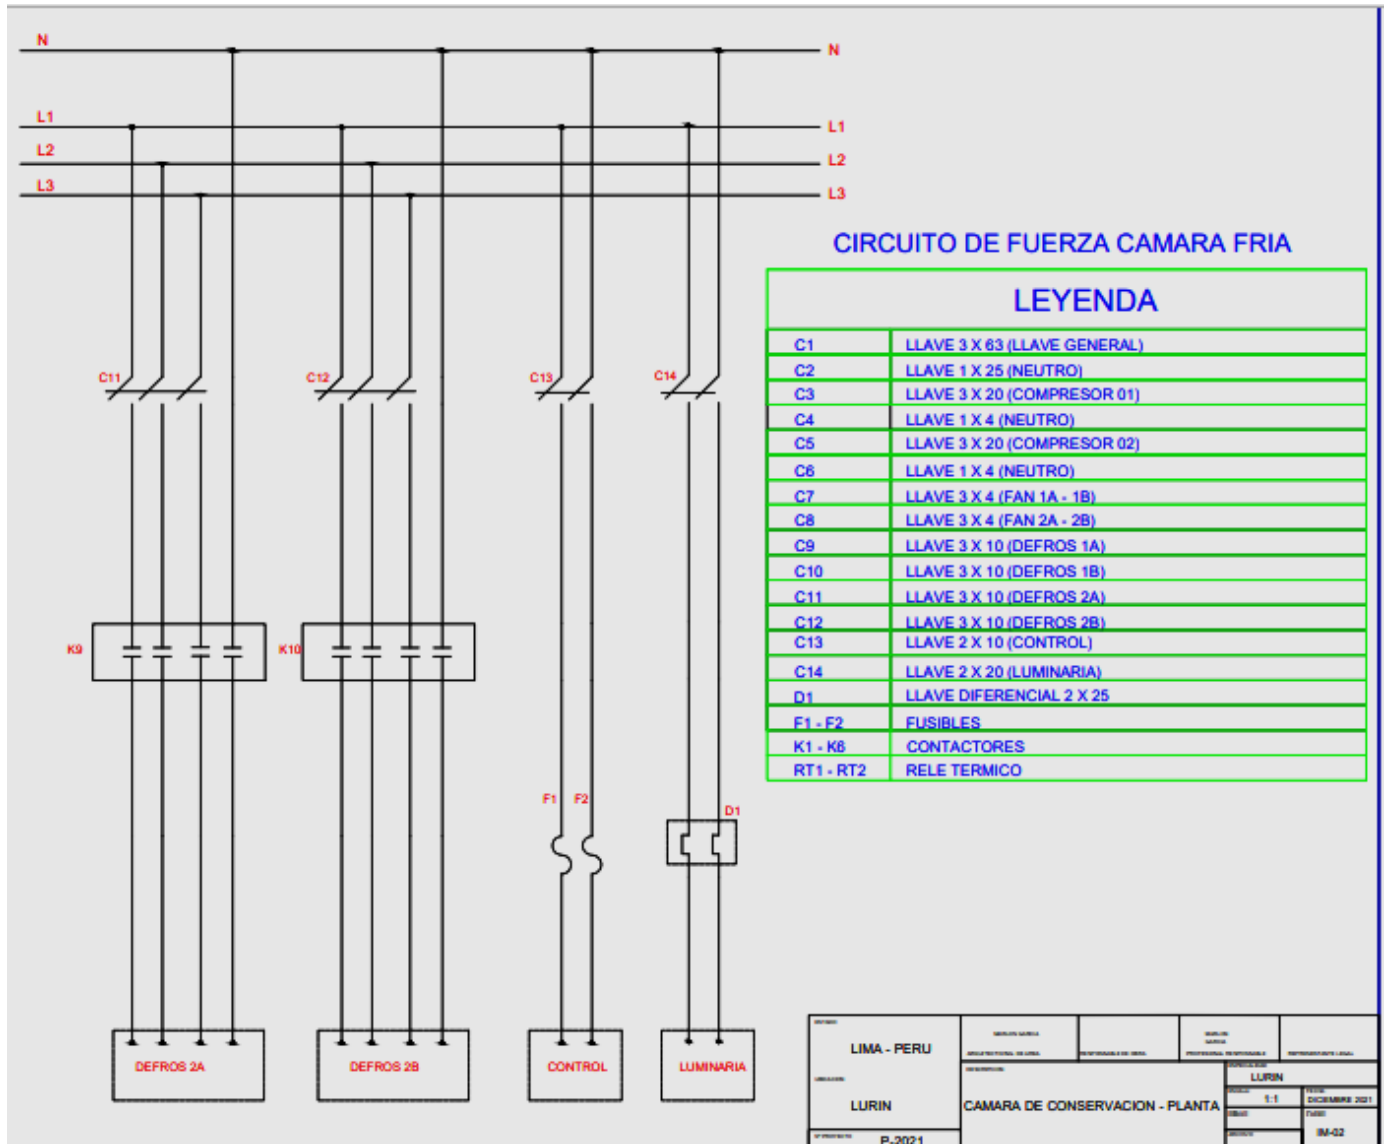 N
N
L1
L1
L2
L2
L3
L3
CIRCUITO DE FUERZA CAMARA FRIA
LEYENDA
C1 LLAVE 3 X 63 (LLAVE GENERAL)
C2 LLAVE 1 X 25 (NEUTRO)
C3 LLAVE 3 X 20 (COMPRESOR 01)
C4 LLAVE 1 X 4 (NEUTRO)
C5 LLAVE 3 X 20 (COMPRESOR 02)
C6 LLAVE 1 X 4 (NEUTRO)
C7 LLAVE 3 X 4 (FAN 1A - 1B)
C8 LLAVE 3 X 4 (FAN 2A - 2B)
C9 LLAVE 3 X 10 (DEFROS 1A)
C10 LLAVE 3 X 10 (DEFROS 1B)
C11 LLAVE 3 X 10 (DEFROS 2A)
C12 LLAVE 3 X 10 (DEFROS 2B)
C13 LLAVE 2 X 10 (CONTROL)
C14 LLAVE 2 X 20 (LUMINARIA)
D1 LLAVE DIFERENCIAL 2 X 25
F1 - F2 FUSIBLES
K1 - K6 CONTACTORES
RT1 - RT2 RELE TERMICO
C11
C12
C13
C14
K9
K10
F1
F2
D1
DEFROS 2A
DEFROS 2B
CONTROL
LUMINARIA
LIMA - PERU
LURIN
LURIN
1:1
DICIEMBRE 2021
CAMARA DE CONSERVACION - PLANTA
IM-02
P-2021